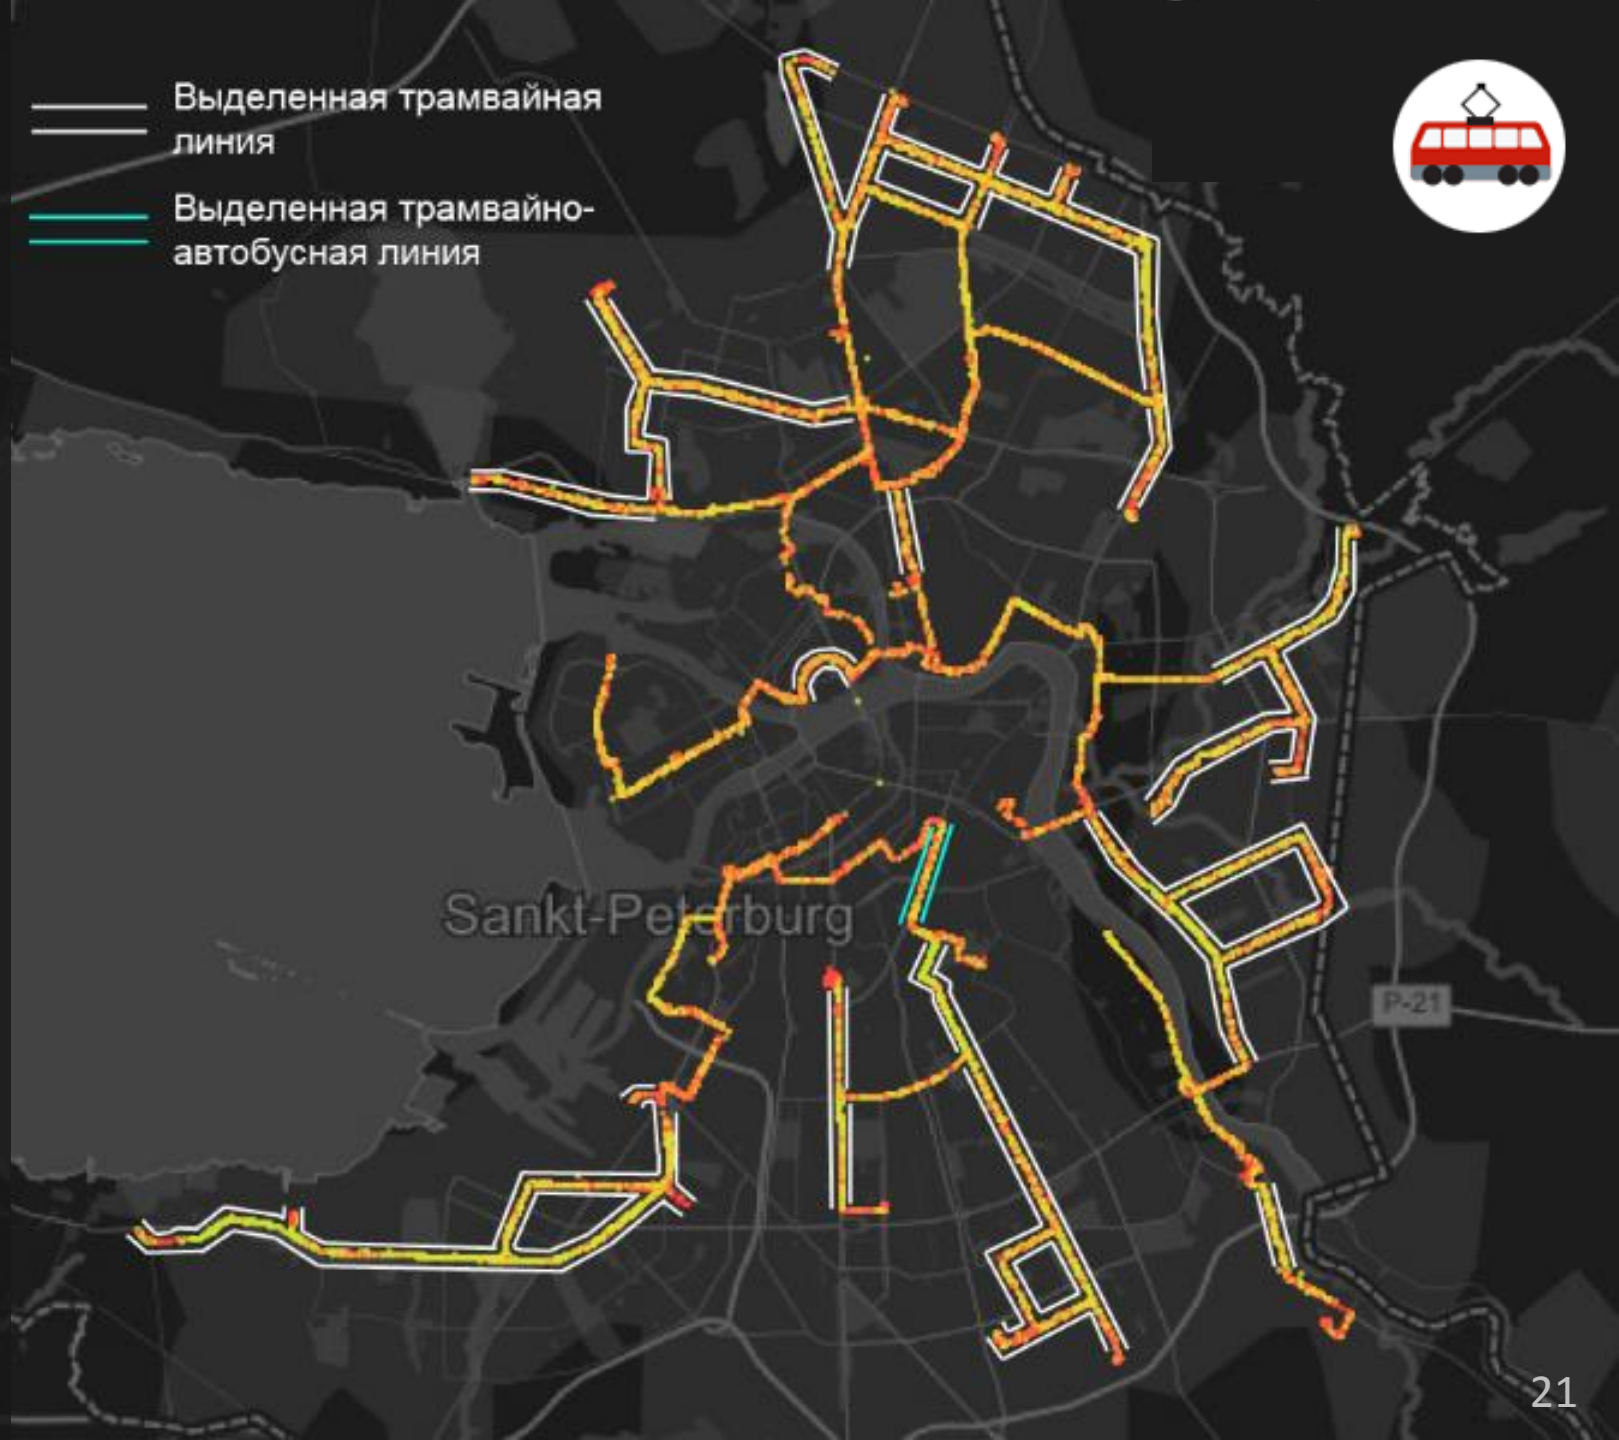 Выделенная трамвайная
линия
Выделенная трамвайно-
автобусная линия
Sankt-Peterburg
P-21
21